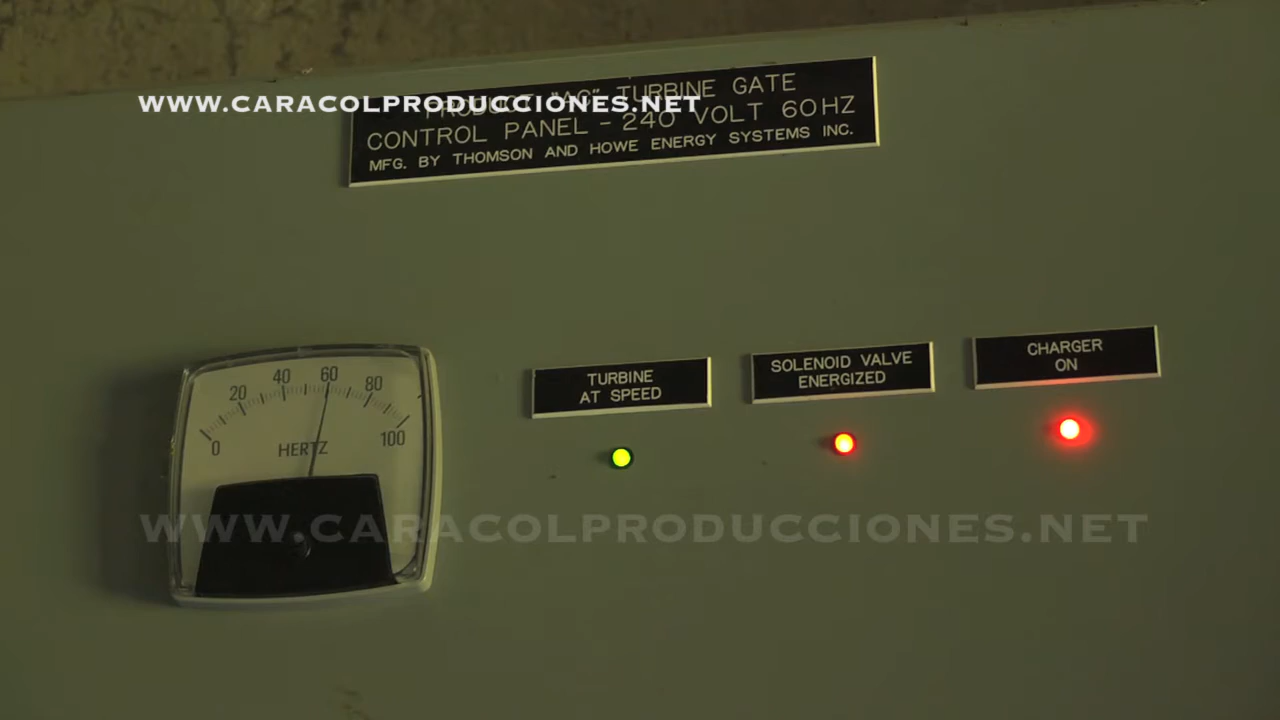 WWW.CARACOLPRODUCCIONES.NET
PRODUCT "AC" TURBINE GATE
CONTROL PANEL - 240 VOLT 60HZ
MFG. BY THOMSON AND HOWE ENERGY SYSTEMS INC.
CHARGER
ON
SOLENOID VALVE
ENERGIZED
TURBINE
AT SPEED
0 20 40 60 80 100
HERTZ
WWW.CARACOLPRODUCCIONES.NET